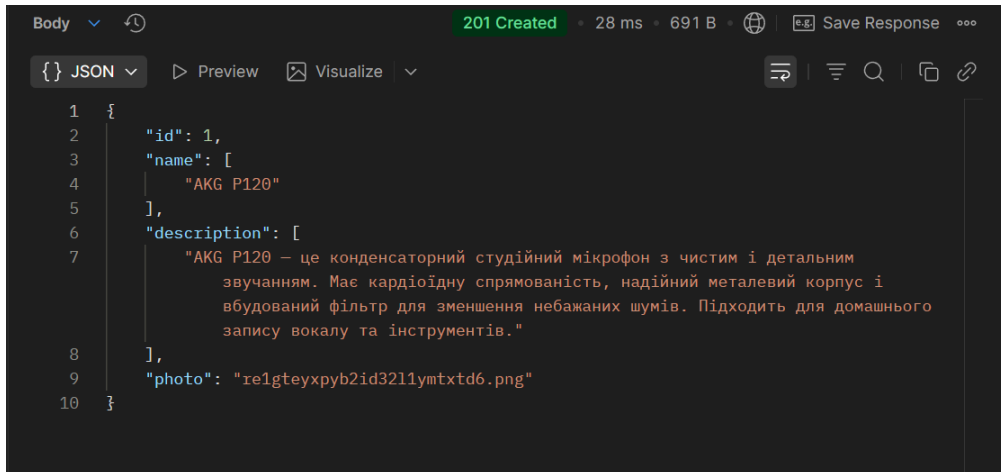 Body 201 Created • 28 ms • 691 B • e.g. Save Response
{} JSON Preview Visualize
1 {
2 "id": 1,
3 "name": [
4 "AKG P120"
5 ],
6 "description": [
7 "AKG P120 — це конденсаторний студійний мікрофон з чистим і детальним
звучанням. Має кардіоїдну спрямованість, надійний металевий корпус і
вбудований фільтр для зменшення небажаних шумів. Підходить для домашнього
запису вокалу та інструментів."
8 ],
9 "photo": "re1gteyxpyb2id32l1ymtxtd6.png"
10 }